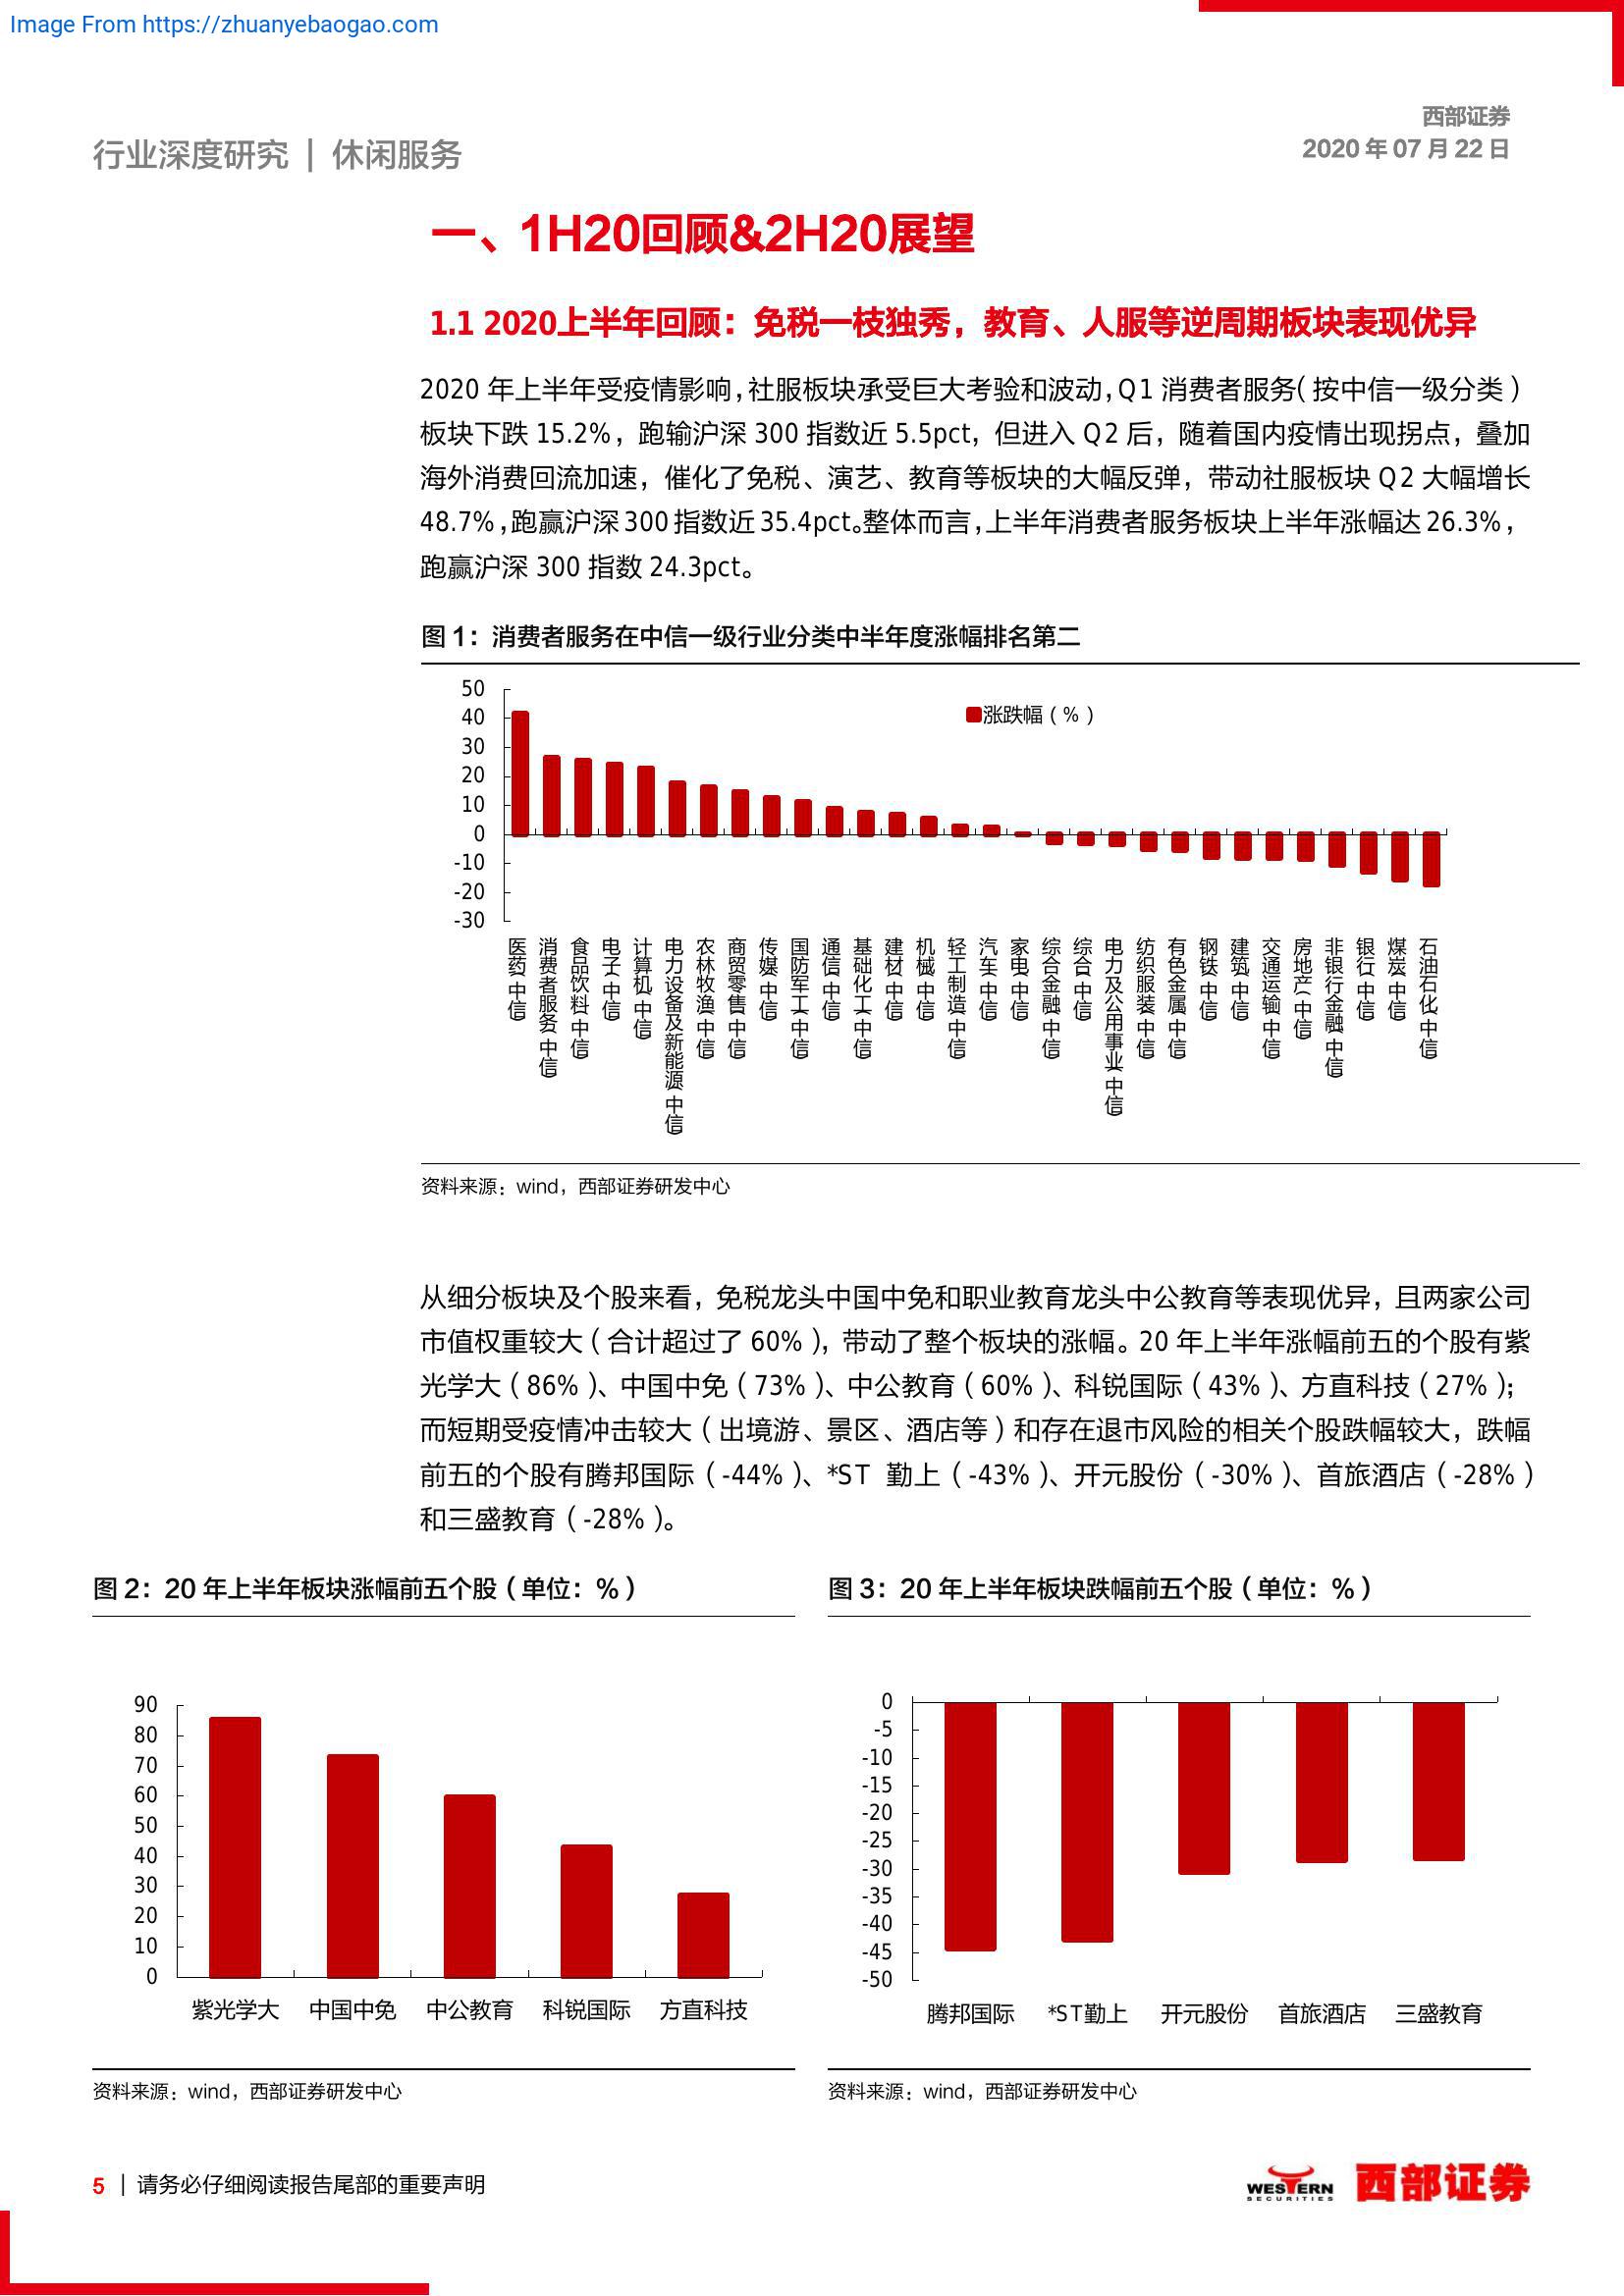 Image From https://zhuanyebaogao.com
行业深度研究 | 休闲服务
西部证券
2020 年 07 月 22 日
一、1H20回顾&2H20展望
1.1 2020上半年回顾：免税一枝独秀，教育、人服等逆周期板块表现优异
2020 年上半年受疫情影响，社服板块承受巨大考验和波动，Q1 消费者服务（按中信一级分类）
板块下跌 15.2%，跑输沪深 300 指数近 5.5pct，但进入 Q2 后，随着国内疫情出现拐点，叠加
海外消费回流加速，催化了免税、演艺、教育等板块的大幅反弹，带动社服板块 Q2 大幅增长
48.7%，跑赢沪深 300 指数近 35.4pct。整体而言，上半年消费者服务板块上半年涨幅达 26.3%，
跑赢沪深 300 指数 24.3pct。
图 1：消费者服务在中信一级行业分类中半年度涨幅排名第二
涨跌幅（%）
50
40
30
20
10
0
-10
-20
-30
医药(中信)
消费者服务(中信)
食品饮料(中信)
电子(中信)
计算机(中信)
电力设备及新能源(中信)
农林牧渔(中信)
商贸零售(中信)
传媒(中信)
国防军工(中信)
通信(中信)
基础化工(中信)
建材(中信)
机械(中信)
轻工制造(中信)
汽车(中信)
家电(中信)
综合金融(中信)
综合(中信)
电力及公用事业(中信)
纺织服装(中信)
有色金属(中信)
钢铁(中信)
建筑(中信)
交通运输(中信)
房地产(中信)
非银行金融(中信)
银行(中信)
煤炭(中信)
石油石化(中信)
资料来源：wind，西部证券研发中心
从细分板块及个股来看，免税龙头中国中免和职业教育龙头中公教育等表现优异，且两家公司
市值权重较大（合计超过了 60%），带动了整个板块的涨幅。20 年上半年涨幅前五的个股有紫
光学大（86%）、中国中免（73%）、中公教育（60%）、科锐国际（43%）、方直科技（27%）；
而短期受疫情冲击较大（出境游、景区、酒店等）和存在退市风险的相关个股跌幅较大，跌幅
前五的个股有腾邦国际（-44%）、*ST 勤上（-43%）、开元股份（-30%）、首旅酒店（-28%）
和三盛教育（-28%）。
图 2：20 年上半年板块涨幅前五个股（单位：%）
90
80
70
60
50
40
30
20
10
0
紫光学大 中国中免 中公教育 科锐国际 方直科技
资料来源：wind，西部证券研发中心
图 3：20 年上半年板块跌幅前五个股（单位：%）
0
-5
-10
-15
-20
-25
-30
-35
-40
-45
-50
腾邦国际 *ST勤上 开元股份 首旅酒店 三盛教育
资料来源：wind，西部证券研发中心
5 | 请务必仔细阅读报告尾部的重要声明
WESTERN
SECURITIES
西部证券